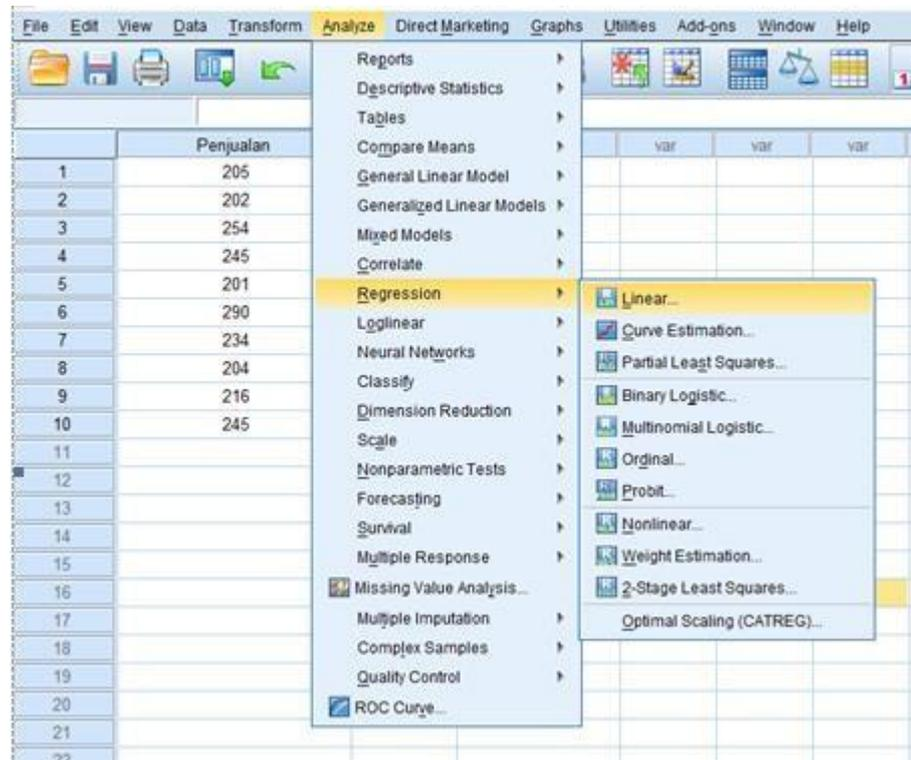 File Edit View Data Transform Analyze Direct Marketing Graphs Utilities Add-ons Window Help
Penjualan var var var
1 205
2 202
3 254
4 245
5 201
6 290
7 234
8 204
9 216
10 245
11
12
13
14
15
16
17
18
19
20
21
22
Reports
Descriptive Statistics
Tables
Compare Means
General Linear Model
Generalized Linear Models
Mixed Models
Correlate
Regression
Loglinear
Neural Networks
Classify
Dimension Reduction
Scale
Nonparametric Tests
Forecasting
Survival
Multiple Response
Missing Value Analysis...
Multiple Imputation
Complex Samples
Quality Control
ROC Curve...
Linear...
Curve Estimation...
Partial Least Squares...
Binary Logistic...
Multinomial Logistic...
Ordinal...
Probit...
Nonlinear...
Weight Estimation...
2-Stage Least Squares...
Optimal Scaling (CATREG)...